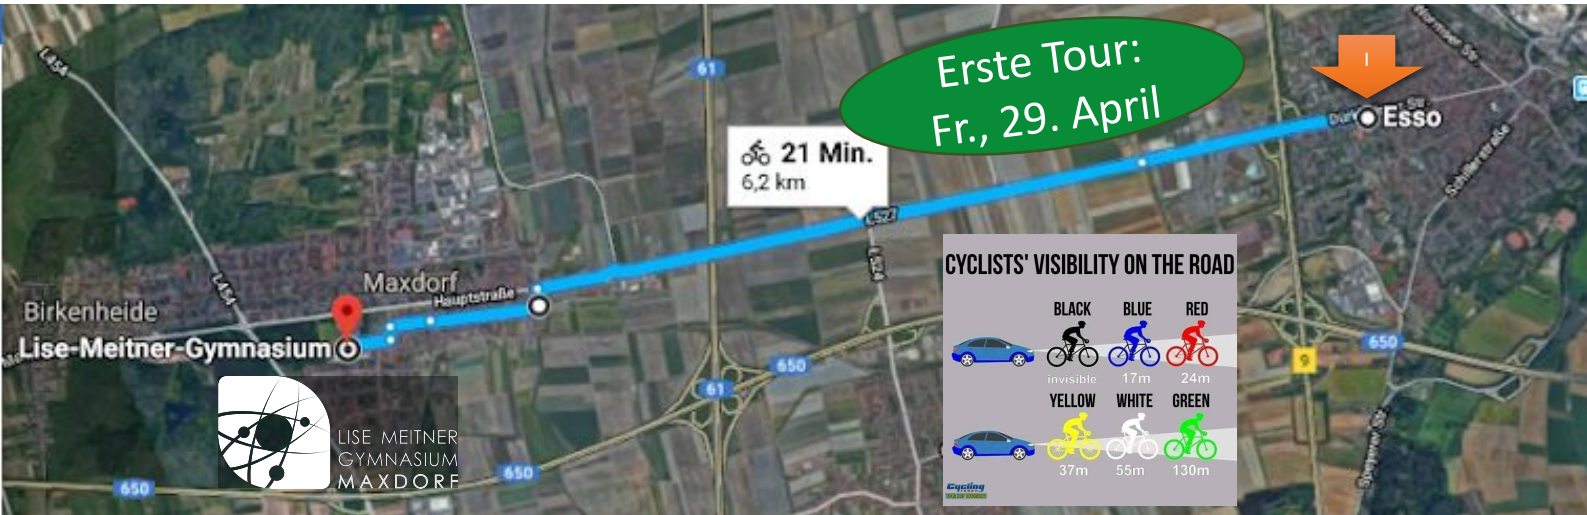 L454
61
Erste Tour:
Fr., 29. April
I
Esso
21 Min.
6,2 km
L527
L524
Schillerstraße
Maxdorf
Hauptstraße
L454
Birkenheide
Lise-Meitner-Gymnasium
650
61
650
9
650
650
LISE MEITNER
GYMNASIUM
MAXDORF
CYCLISTS' VISIBILITY ON THE ROAD
BLACK BLUE RED
invisible 17m 24m
YELLOW WHITE GREEN
37m 55m 130m
Cycling